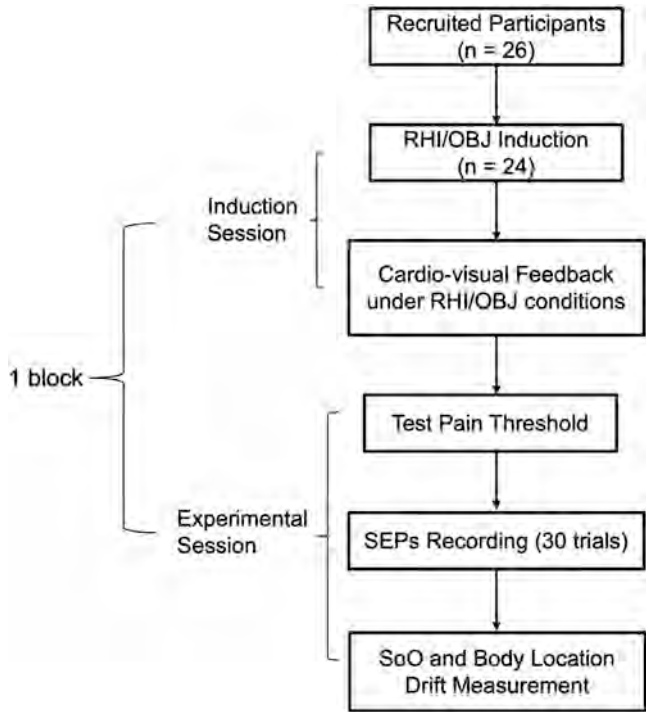 Recruited Participants
(n = 26)
RHI/OBJ Induction
(n = 24)
Induction
Session
Cardio-visual Feedback
under RHI/OBJ conditions
1 block
Test Pain Threshold
Experimental
Session
SEPs Recording (30 trials)
SoO and Body Location
Drift Measurement